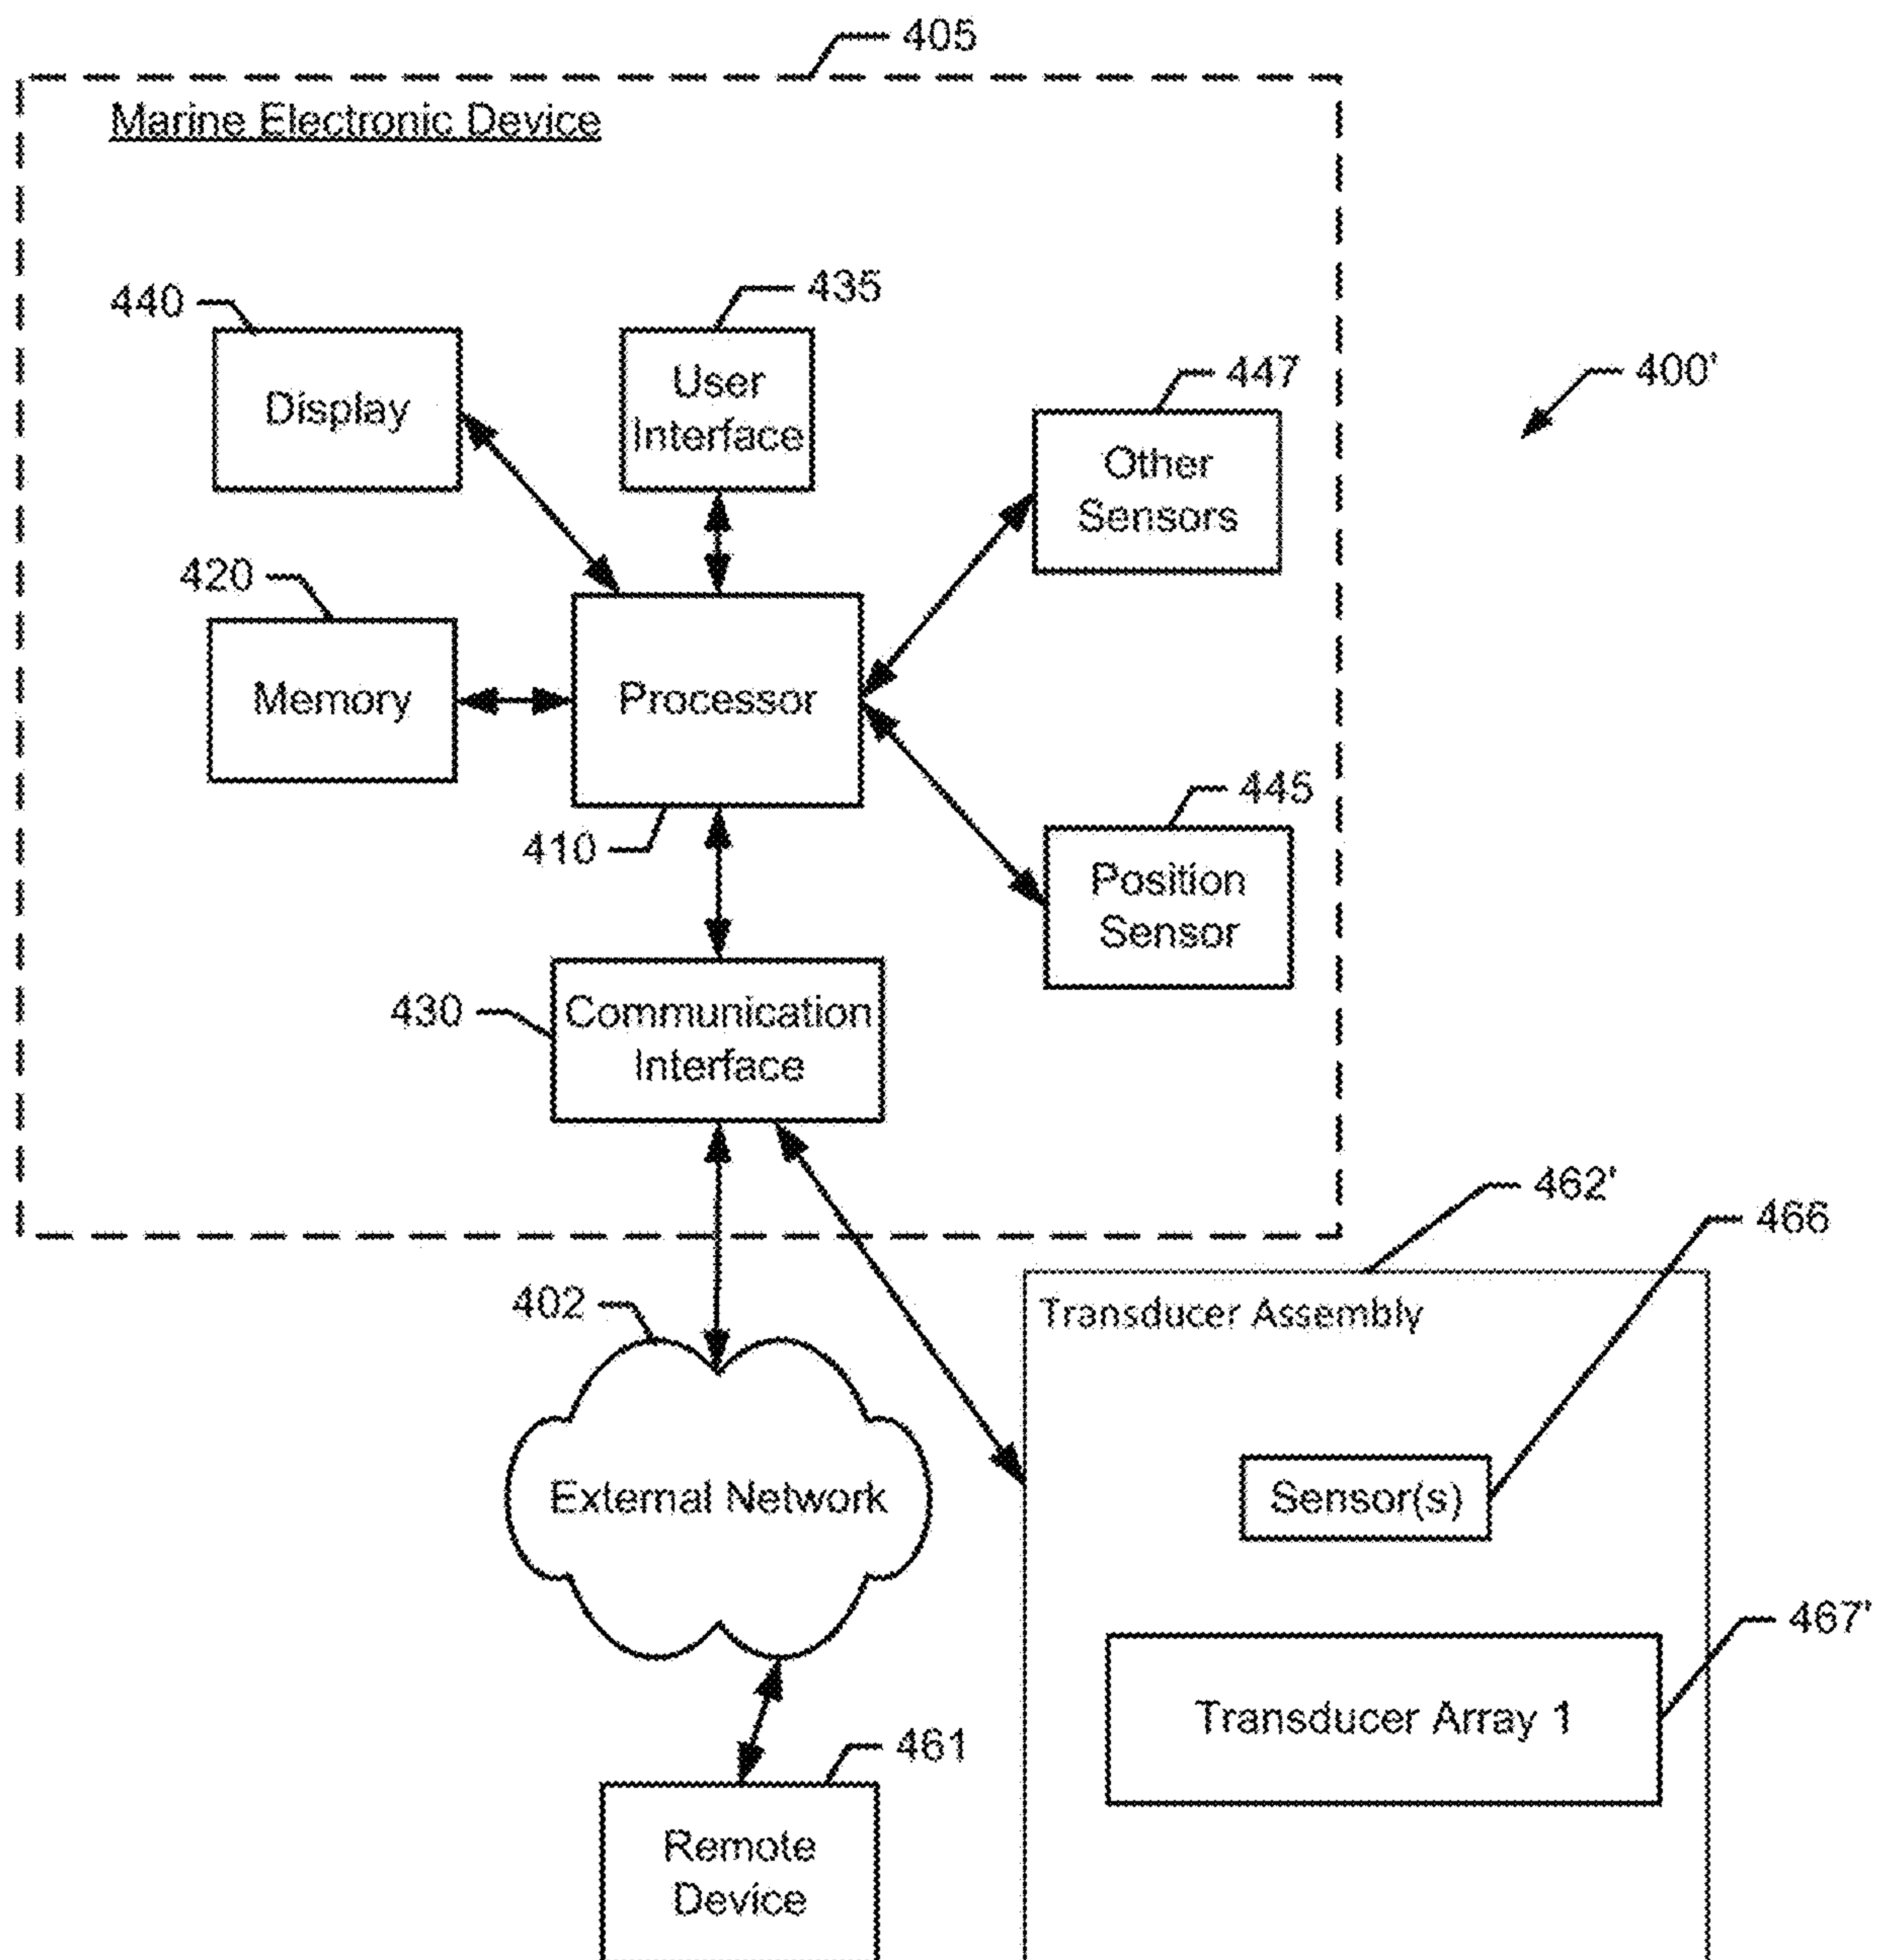 405
Marine Electronic Device
440
435
Display
User
Interface
447
400'
Other
Sensors
420
Memory
Processor
410
445
Position
Sensor
430
Communication
Interface
462'
466
402
Transducer Assembly
External Network
Sensor(s)
467'
Transducer Array 1
461
Remote
Device